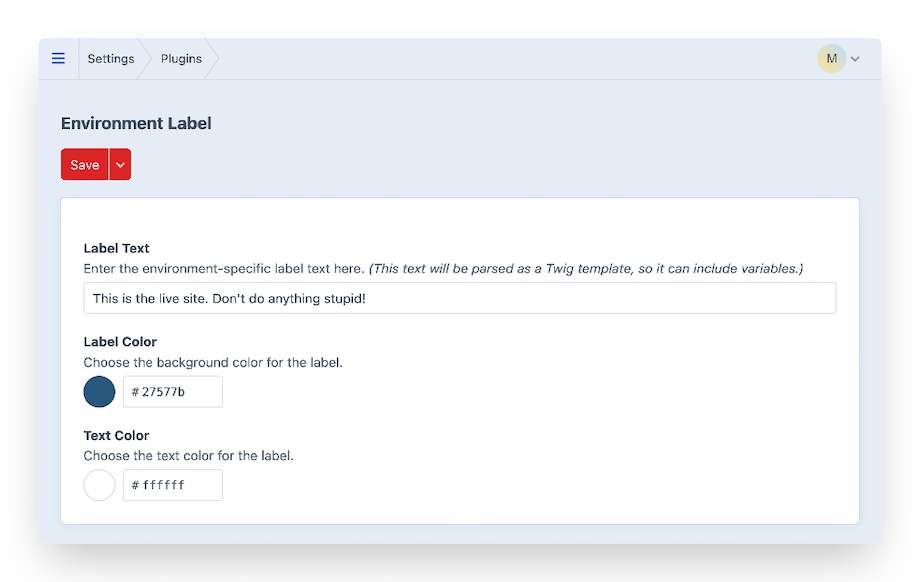 Settings Plugins M
Environment Label
Save
Label Text
Enter the environment-specific label text here. (This text will be parsed as a Twig template, so it can include variables.)
This is the live site. Don't do anything stupid!
Label Color
Choose the background color for the label.
# 27577b
Text Color
Choose the text color for the label.
# ffffff